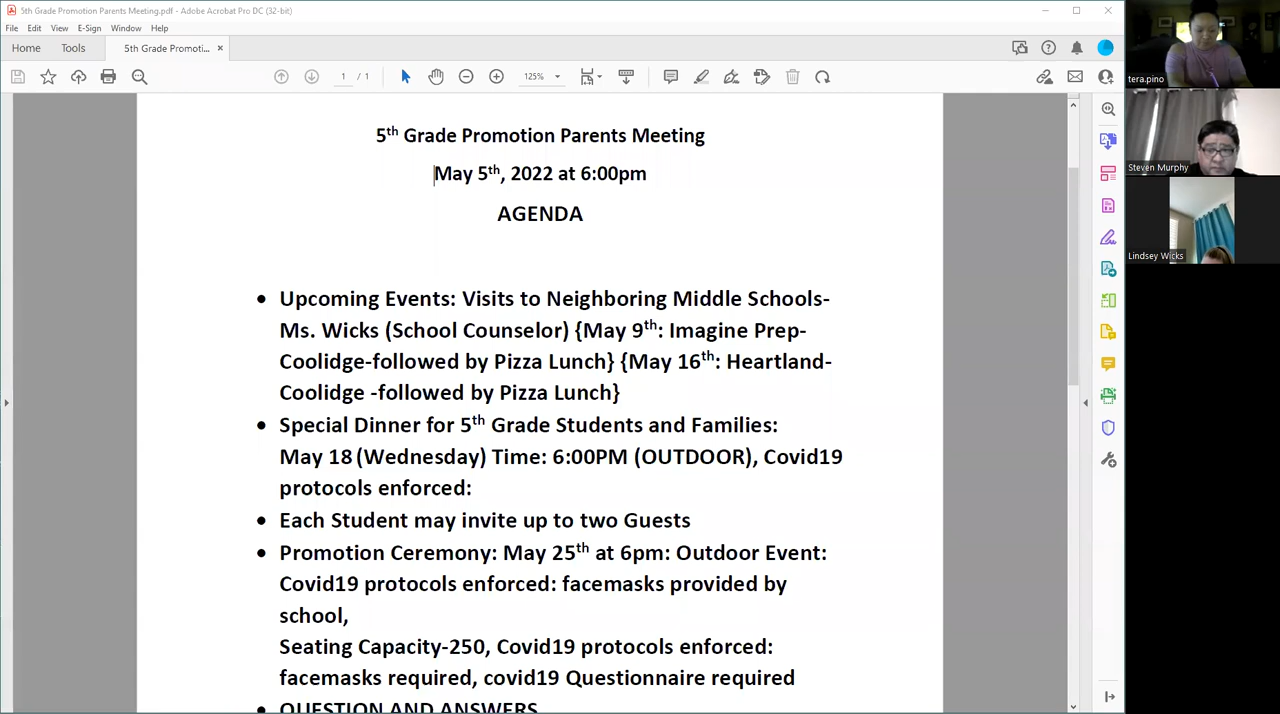 5th Grade Promotion Parents Meeting.pdf - Adobe Acrobat Pro DC (32-bit)
File Edit View E-Sign Window Help
Home Tools 5th Grade Promoti... ×
1 / 1 125%
5th Grade Promotion Parents Meeting
May 5th, 2022 at 6:00pm
AGENDA
• Upcoming Events: Visits to Neighboring Middle Schools-
Ms. Wicks (School Counselor) {May 9th: Imagine Prep-
Coolidge-followed by Pizza Lunch} {May 16th: Heartland-
Coolidge -followed by Pizza Lunch}
• Special Dinner for 5th Grade Students and Families:
May 18 (Wednesday) Time: 6:00PM (OUTDOOR), Covid19
protocols enforced:
• Each Student may invite up to two Guests
• Promotion Ceremony: May 25th at 6pm: Outdoor Event:
Covid19 protocols enforced: facemasks provided by
school,
Seating Capacity-250, Covid19 protocols enforced:
facemasks required, covid19 Questionnaire required
• QUESTION AND ANSWERS
tera.pino
Steven Murphy
Lindsey Wicks